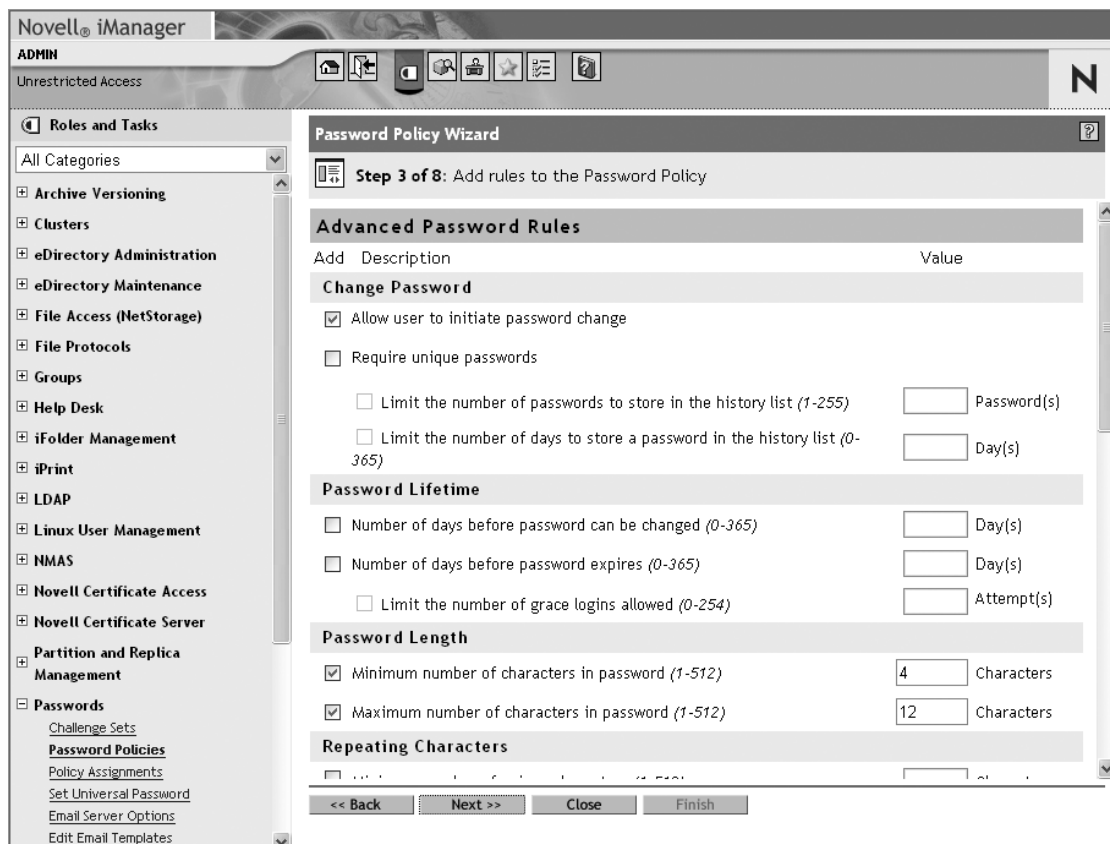 Novell® iManager
ADMIN
Unrestricted Access
N
Roles and Tasks
All Categories
Archive Versioning
Clusters
eDirectory Administration
eDirectory Maintenance
File Access (NetStorage)
File Protocols
Groups
Help Desk
iFolder Management
iPrint
LDAP
Linux User Management
NMAS
Novell Certificate Access
Novell Certificate Server
Partition and Replica
Management
Passwords
Challenge Sets
Password Policies
Policy Assignments
Set Universal Password
Email Server Options
Edit Email Templates
Password Policy Wizard
?
Step 3 of 8: Add rules to the Password Policy
Advanced Password Rules
Add Description Value
Change Password
Allow user to initiate password change
Require unique passwords
Limit the number of passwords to store in the history list (1-255) Password(s)
Limit the number of days to store a password in the history list (0-
365) Day(s)
Password Lifetime
Number of days before password can be changed (0-365) Day(s)
Number of days before password expires (0-365) Day(s)
Limit the number of grace logins allowed (0-254) Attempt(s)
Password Length
Minimum number of characters in password (1-512) 4 Characters
Maximum number of characters in password (1-512) 12 Characters
Repeating Characters
<< Back Next >> Close Finish